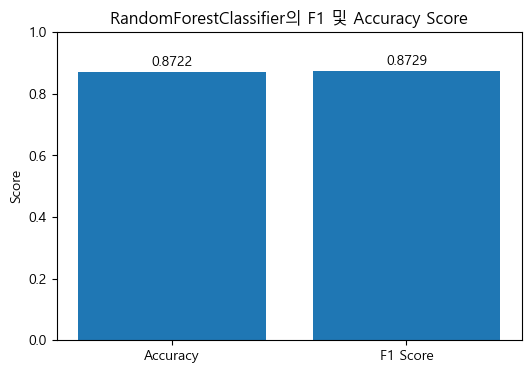 RandomForestClassifier의 F1 및 Accuracy Score
1.0
0.8
0.6
0.4
0.2
0.0
Score
0.8722
0.8729
Accuracy
F1 Score